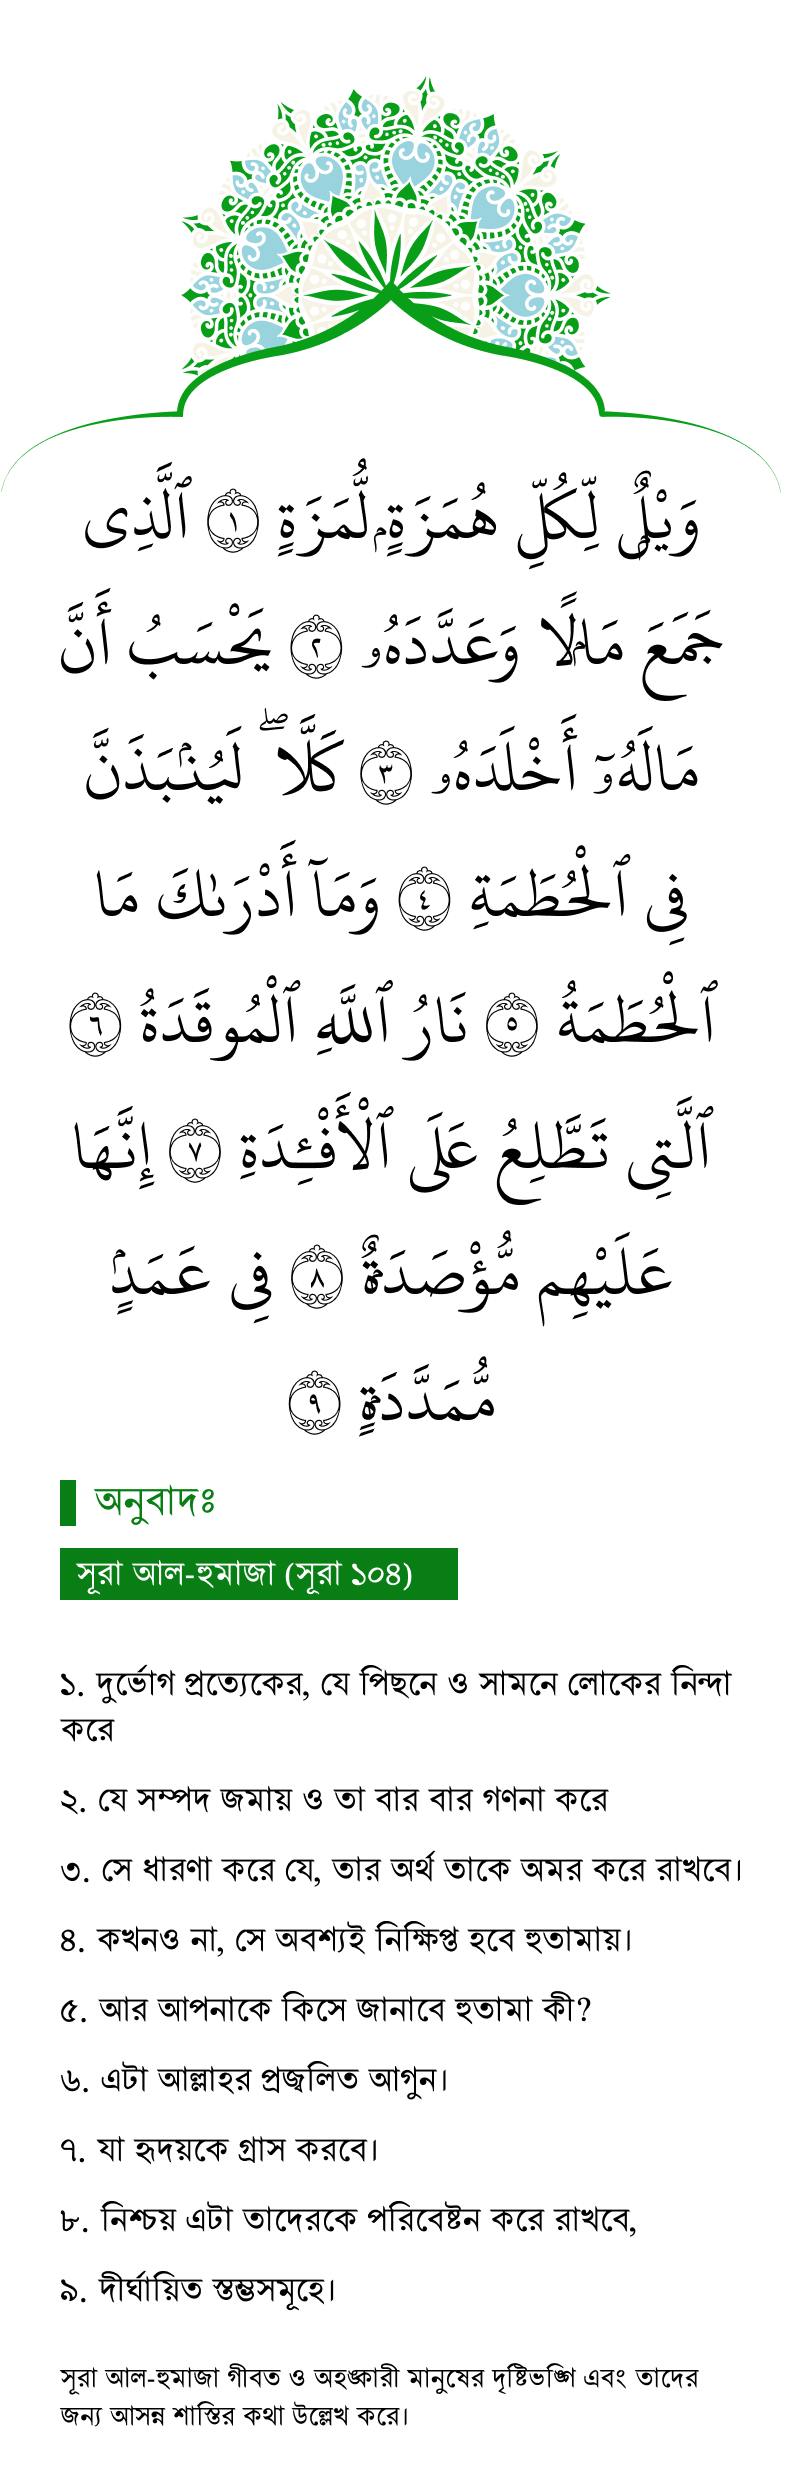 وَيْلٌ لِّكُلِّ هُمَزَةٍۢ لُّمَزَةٍ ١ ٱلَّذِى
جَمَعَ مَالًۭا وَعَدَّدَهُۥ ٢ يَحْسَبُ أَنَّ
مَالَهُۥٓ أَخْلَدَهُۥ ٣ كَلَّا ۖ لَيُنۢبَذَنَّ
فِى ٱلْحُطَمَةِ ٤ وَمَآ أَدْرَىٰكَ مَا
ٱلْحُطَمَةُ ٥ نَارُ ٱللَّهِ ٱلْمُوقَدَةُ ٦
ٱلَّتِى تَطَّلِعُ عَلَى ٱلْأَفْـِٔدَةِ ٧ إِنَّهَا
عَلَيْهِم مُّؤْصَدَةٌۭ ٨ فِى عَمَدٍۢ
مُّمَدَّدَةٍۭ ٩
অনুবাদঃ
সূরা আল-হুমাজা (সূরা ১০৪)
১. দুর্ভোগ প্রত্যেকের, যে পিছনে ও সামনে লোকের নিন্দা
করে
২. যে সম্পদ জমায় ও তা বার বার গণনা করে
৩. সে ধারণা করে যে, তার অর্থ তাকে অমর করে রাখবে।
৪. কখনও না, সে অবশ্যই নিক্ষিপ্ত হবে হুতামায়।
৫. আর আপনাকে কিসে জানাবে হুতামা কী?
৬. এটা আল্লাহর প্রজ্বলিত আগুন।
৭. যা হৃদয়কে গ্রাস করবে।
৮. নিশ্চয় এটা তাদেরকে পরিবেষ্টন করে রাখবে,
৯. দীর্ঘায়িত স্তম্ভসমূহে।
সূরা আল-হুমাজা গীবত ও অহঙ্কারী মানুষের দৃষ্টিভঙ্গি এবং তাদের
জন্য আসন্ন শাস্তির কথা উল্লেখ করে।